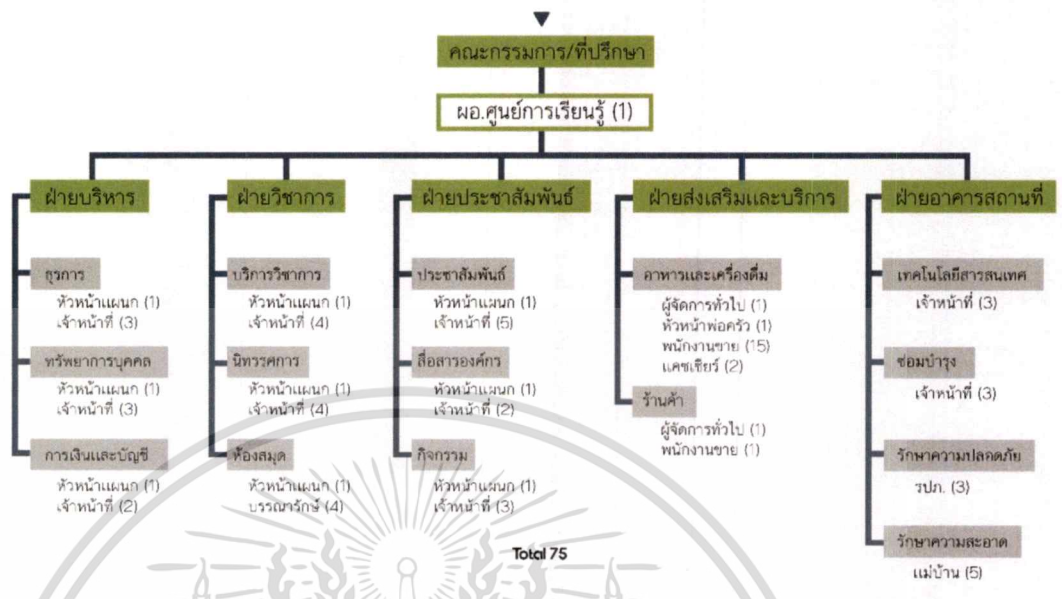 คณะกรรมการ/ที่ปรึกษา
ผอ.ศูนย์การเรียนรู้ (1)
ฝ่ายบริหาร
ธุรการ
หัวหน้าแผนก (1)
เจ้าหน้าที่ (3)
ทรัพยาการบุคคล
หัวหน้าแผนก (1)
เจ้าหน้าที่ (3)
การเงินและบัญชี
หัวหน้าแผนก (1)
เจ้าหน้าที่ (2)
ฝ่ายวิชาการ
บริการวิชาการ
หัวหน้าแผนก (1)
เจ้าหน้าที่ (4)
นิทรรศการ
หัวหน้าแผนก (1)
เจ้าหน้าที่ (4)
ห้องสมุด
หัวหน้าแผนก (1)
บรรณารักษ์ (4)
ฝ่ายประชาสัมพันธ์
ประชาสัมพันธ์
หัวหน้าแผนก (1)
เจ้าหน้าที่ (5)
สื่อสารองค์กร
หัวหน้าแผนก (1)
เจ้าหน้าที่ (2)
กิจกรรม
หัวหน้าแผนก (1)
เจ้าหน้าที่ (3)
ฝ่ายส่งเสริมและบริการ
อาหารและเครื่องดื่ม
ผู้จัดการทั่วไป (1)
หัวหน้าพ่อครัว (1)
พนักงานขาย (15)
แคชเชียร์ (2)
ร้านค้า
ผู้จัดการทั่วไป (1)
พนักงานขาย (1)
ฝ่ายอาคารสถานที่
เทคโนโลยีสารสนเทศ
เจ้าหน้าที่ (3)
ซ่อมบำรุง
เจ้าหน้าที่ (3)
รักษาความปลอดภัย
รปภ. (3)
รักษาความสะอาด
แม่บ้าน (5)
Total 75